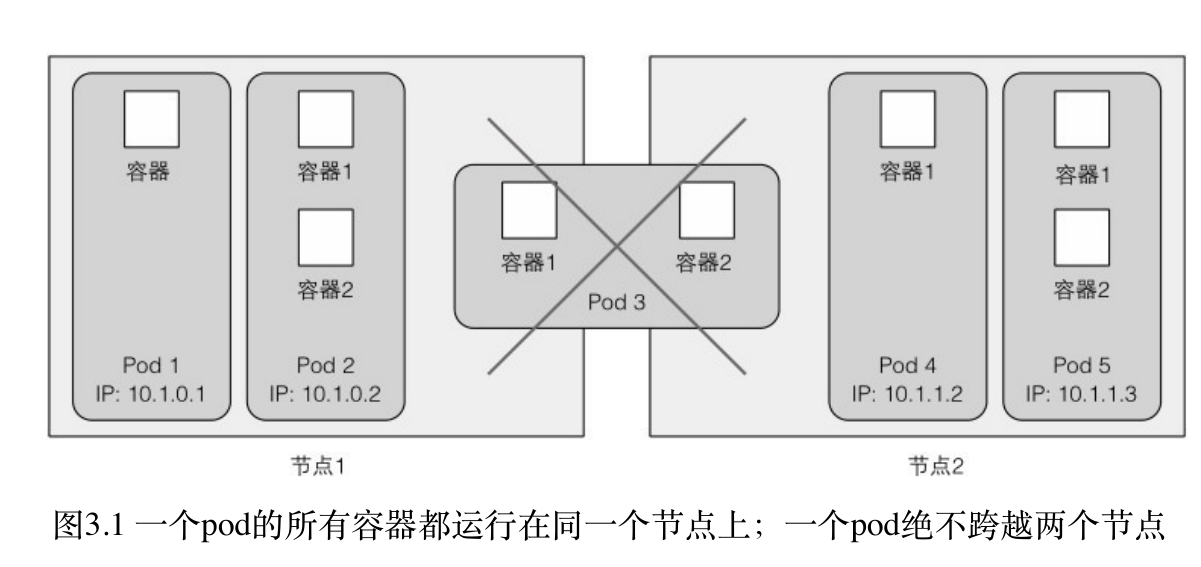 容器
容器1
容器2
Pod 1
IP: 10.1.0.1
Pod 2
IP: 10.1.0.2
容器1
容器2
Pod 3
容器1
Pod 4
IP: 10.1.1.2
容器1
容器2
Pod 5
IP: 10.1.1.3
节点1
节点2
图3.1 一个pod的所有容器都运行在同一个节点上；一个pod绝不跨越两个节点